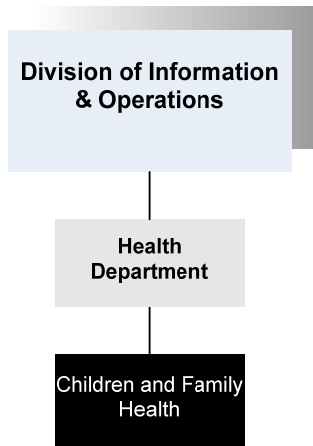 Division of Information
& Operations
Health
Department
Children and Family
Health